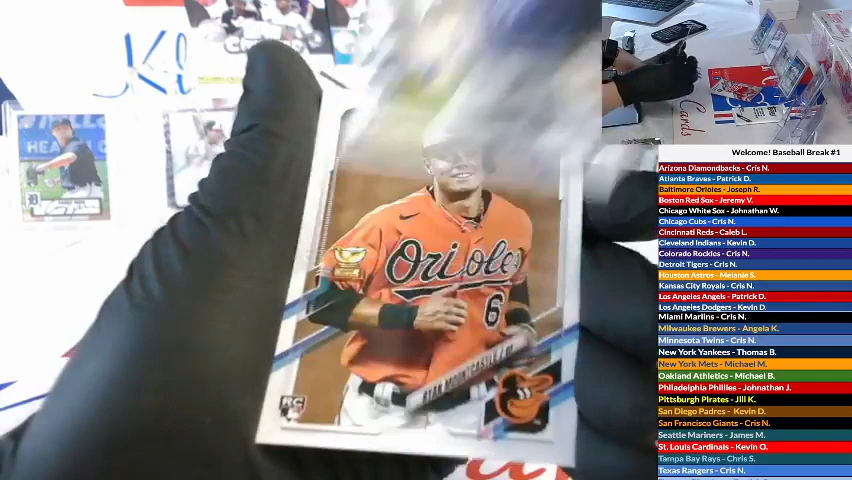 Orioles
6
RYAN MOUNTCASTLE
RC
Cards
Welcome! Baseball Break #1
Arizona Diamondbacks - Cris N.
Atlanta Braves - Patrick D.
Baltimore Orioles - Joseph R.
Boston Red Sox - Jeremy V.
Chicago White Sox - Johnathan W.
Chicago Cubs - Cris N.
Cincinnati Reds - Caleb L.
Cleveland Indians - Kevin D.
Colorado Rockies - Cris N.
Detroit Tigers - Cris N.
Houston Astros - Melanie S.
Kansas City Royals - Cris N.
Los Angeles Angels - Patrick D.
Los Angeles Dodgers - Kevin D.
Miami Marlins - Cris N.
Milwaukee Brewers - Angela K.
Minnesota Twins - Cris N.
New York Yankees - Thomas B.
New York Mets - Michael M.
Oakland Athletics - Michael B.
Philadelphia Phillies - Johnathan J.
Pittsburgh Pirates - Jill K.
San Diego Padres - Kevin D.
San Francisco Giants - Cris N.
Seattle Mariners - James M.
St. Louis Cardinals - Kevin O.
Tampa Bay Rays - Chris S.
Texas Rangers - Cris N.